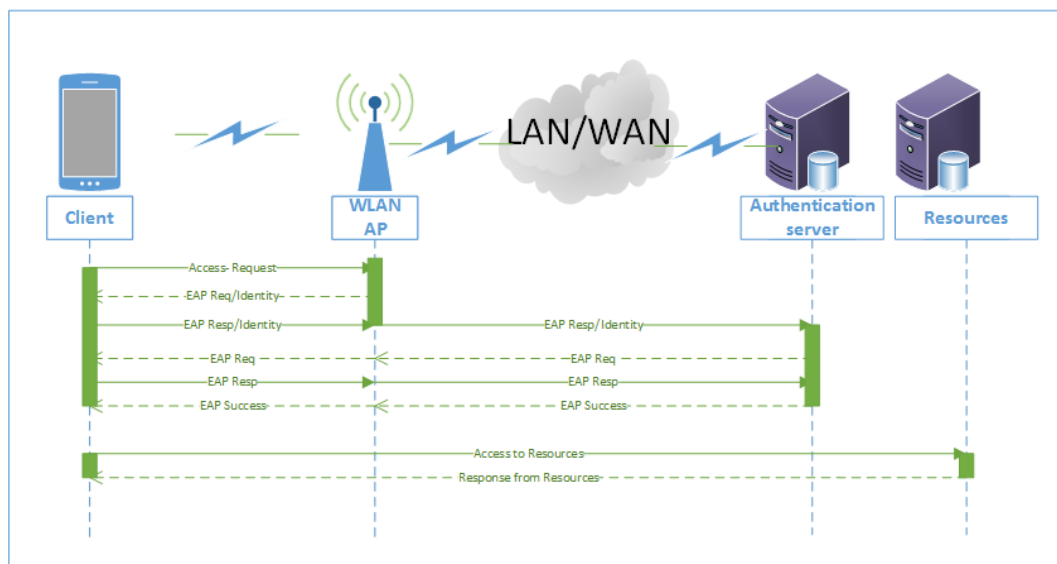 LAN/WAN
Client
WLAN
AP
Authentication
server
Resources
Access- Request
EAP Req/Identity
EAP Resp/Identity
EAP Resp/Identity
EAP Req
EAP Req
EAP Resp
EAP Resp
EAP Success
EAP Success
Access to Resources
Response from Resources